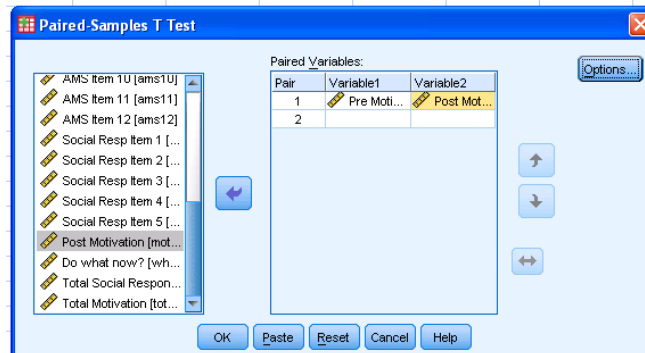 Paired-Samples T Test
AMS Item 10 [ams10]
AMS Item 11 [ams11]
AMS Item 12 [ams12]
Social Resp Item 1 [...
Social Resp Item 2 [...
Social Resp Item 3 [...
Social Resp Item 4 [...
Social Resp Item 5 [...
Post Motivation [mot...
Do what now? [wh...
Total Social Respon...
Total Motivation [tot...
Paired Variables:
Pair Variable1 Variable2
1 Pre Moti... Post Mot...
2
Options...
OK Paste Reset Cancel Help